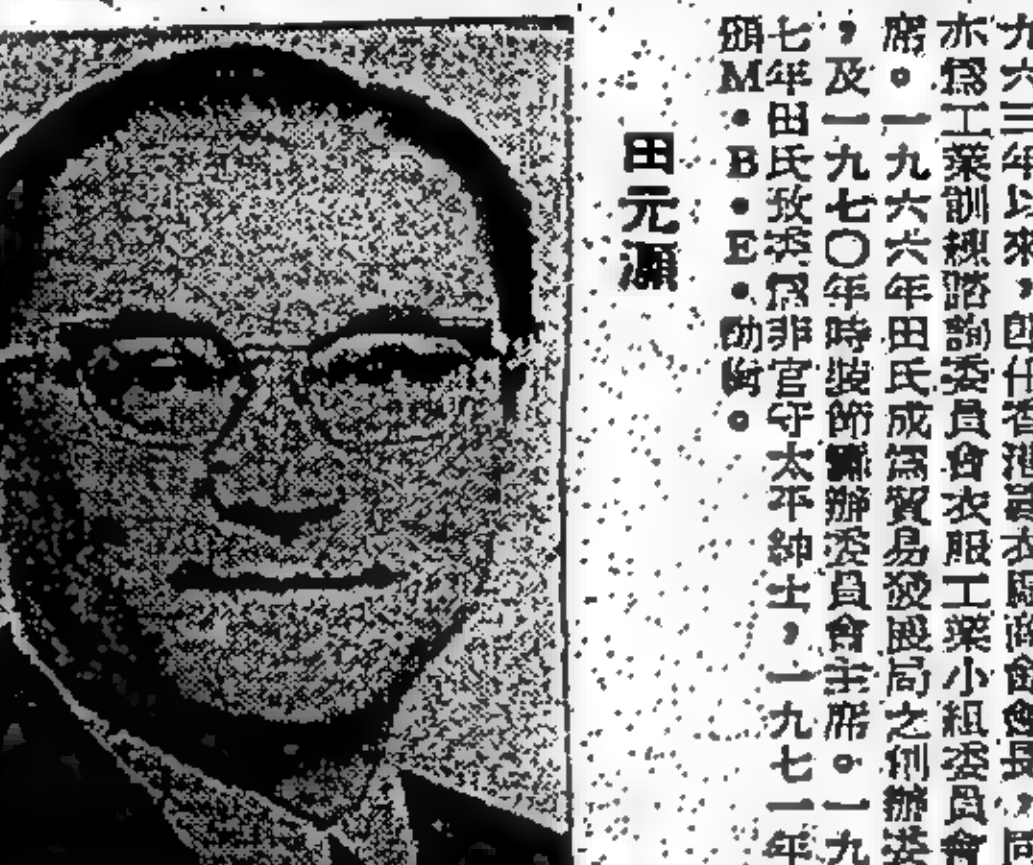 九六三年以來，即任香港製衣廠商會會長，同
亦爲工業訓練諮詢委員會衣服工業小組委員會
席。一九六六年田氏成爲貿易發展局之創辦委
，及一九七〇年時裝節籌辦委員會主席。一九
七年田氏孜委爲非官守太平紳士，一九七一年
頒M．B．E．勛銜。
田元灝